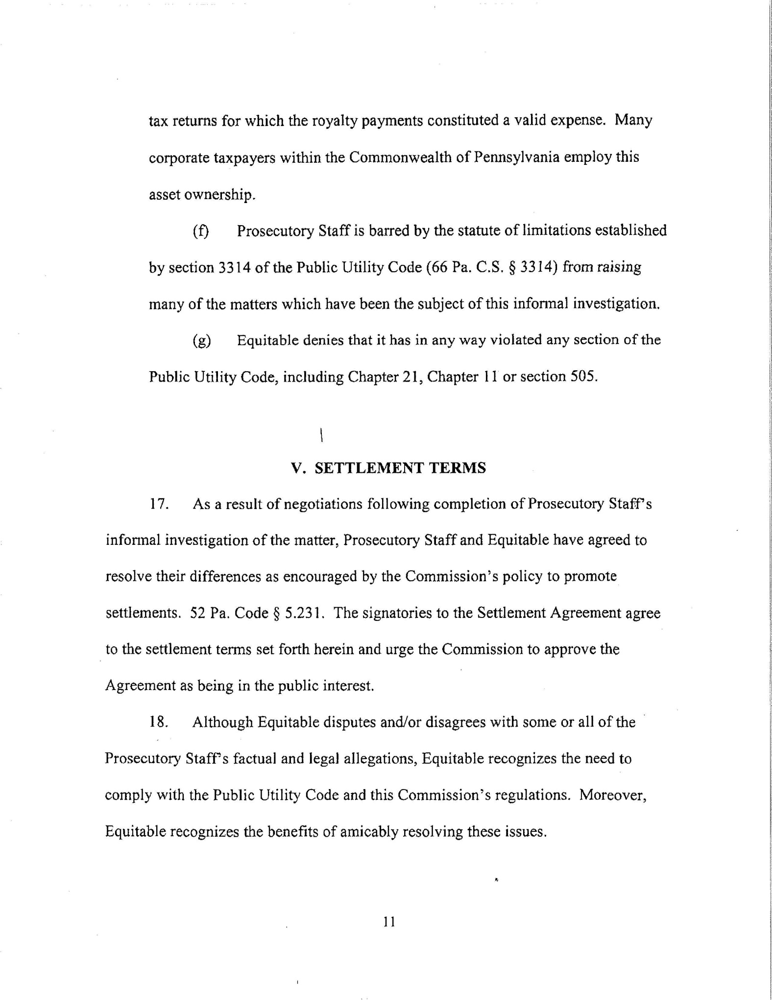 tax returns for which the royalty payments constituted a valid expense. Many
corporate taxpayers within the Commonwealth of Pennsylvania employ this
asset ownership.
(f) Prosecutory Staff is barred by the statute of limitations established
by section 3314 of the Public Utility Code (66 Pa. C.S. § 3314) from raising
many of the matters which have been the subject of this informal investigation.
(g) Equitable denies that it has in any way violated any section of the
Public Utility Code, including Chapter 21, Chapter 11 or section 505.
V. SETTLEMENT TERMS
17. As a result of negotiations following completion of Prosecutory Staff's
informal investigation of the matter, Prosecutory Staff and Equitable have agreed to
resolve their differences as encouraged by the Commission's policy to promote
settlements. 52 Pa. Code § 5.231. The signatories to the Settlement Agreement agree
to the settlement terms set forth herein and urge the Commission to approve the
Agreement as being in the public interest.
18. Although Equitable disputes and/or disagrees with some or all of the
Prosecutory Staff's factual and legal allegations, Equitable recognizes the need to
comply with the Public Utility Code and this Commission's regulations. Moreover,
Equitable recognizes the benefits of amicably resolving these issues.
11